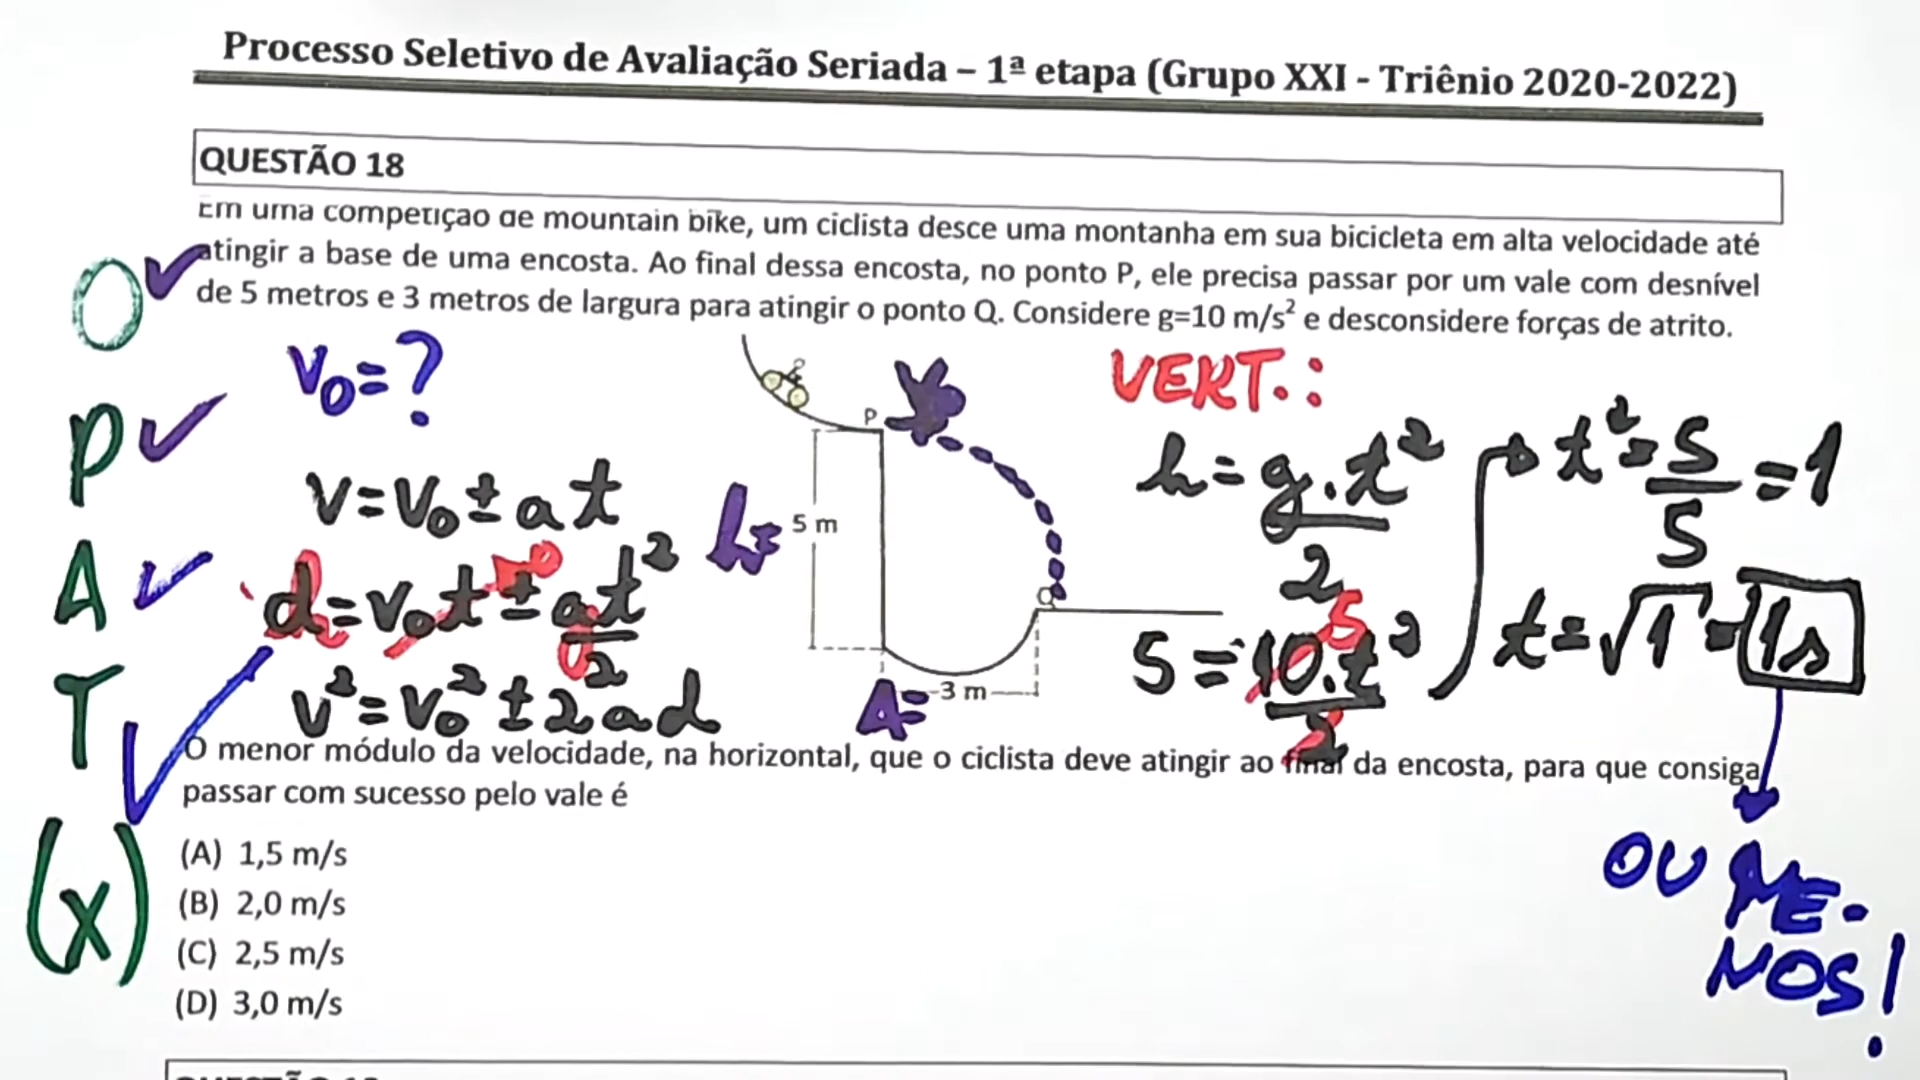 Processo Seletivo de Avaliação Seriada – 1ª etapa (Grupo XXI - Triênio 2020-2022)
QUESTÃO 18
Em uma competição de mountain bike, um ciclista desce uma montanha em sua bicicleta em alta velocidade até
atingir a base de uma encosta. Ao final dessa encosta, no ponto P, ele precisa passar por um vale com desnível
de 5 metros e 3 metros de largura para atingir o ponto Q. Considere g=10 m/s² e desconsidere forças de atrito.
O
P
A
T
(X)
V₀=?
V=V₀±at
d=V₀t±at²/2
h
0
g
V²=V₀²±2ad
P
h=
5 m
Q
A=
3 m
VERT.:
h=g.t²/2
5=10.t²/2
5
t²=5/5=1
t=√1=1s
OU ME-
NOS!
O menor módulo da velocidade, na horizontal, que o ciclista deve atingir ao final da encosta, para que consiga
passar com sucesso pelo vale é
(A) 1,5 m/s
(B) 2,0 m/s
(C) 2,5 m/s
(D) 3,0 m/s